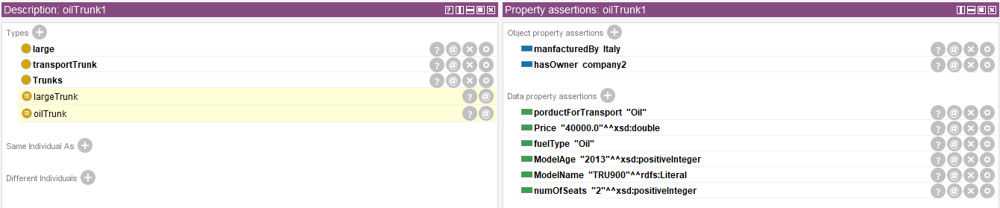 Description: oilTrunk1
Types
large
transportTrunk
Trunks
largeTrunk
oilTrunk
Same Individual As
Different Individuals
Property assertions: oilTrunk1
Object property assertions
manfacturedBy Italy
hasOwner company2
Data property assertions
porductForTransport "Oil"
Price "40000.0"^^xsd:double
fuelType "Oil"
ModelAge "2013"^^xsd:positiveInteger
ModelName "TRU900"^^rdfs:Literal
numOfSeats "2"^^xsd:positiveInteger